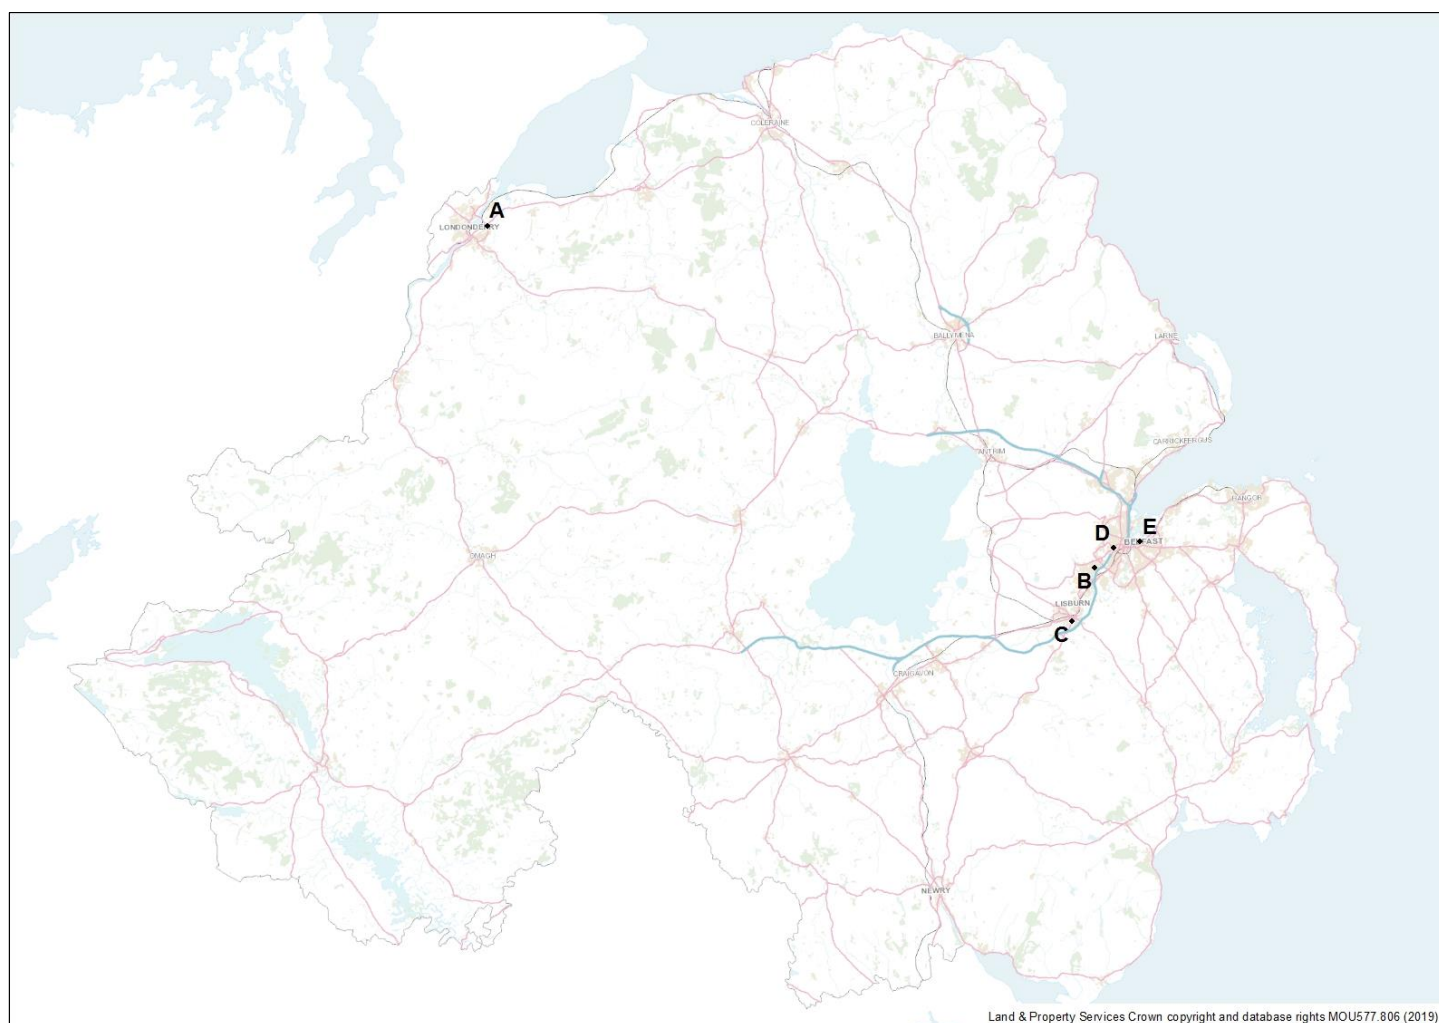 COLERAINE
A
LONDONDERRY
BALLYMENA
LARNE
CARRICKFERGUS
ANTRIM
BANGOR
E
D
BELFAST
OMAGH
B
LISBURN
C
CRAIGAVON
NEWRY
Land & Property Services Crown copyright and database rights MOU577.806 (2019)